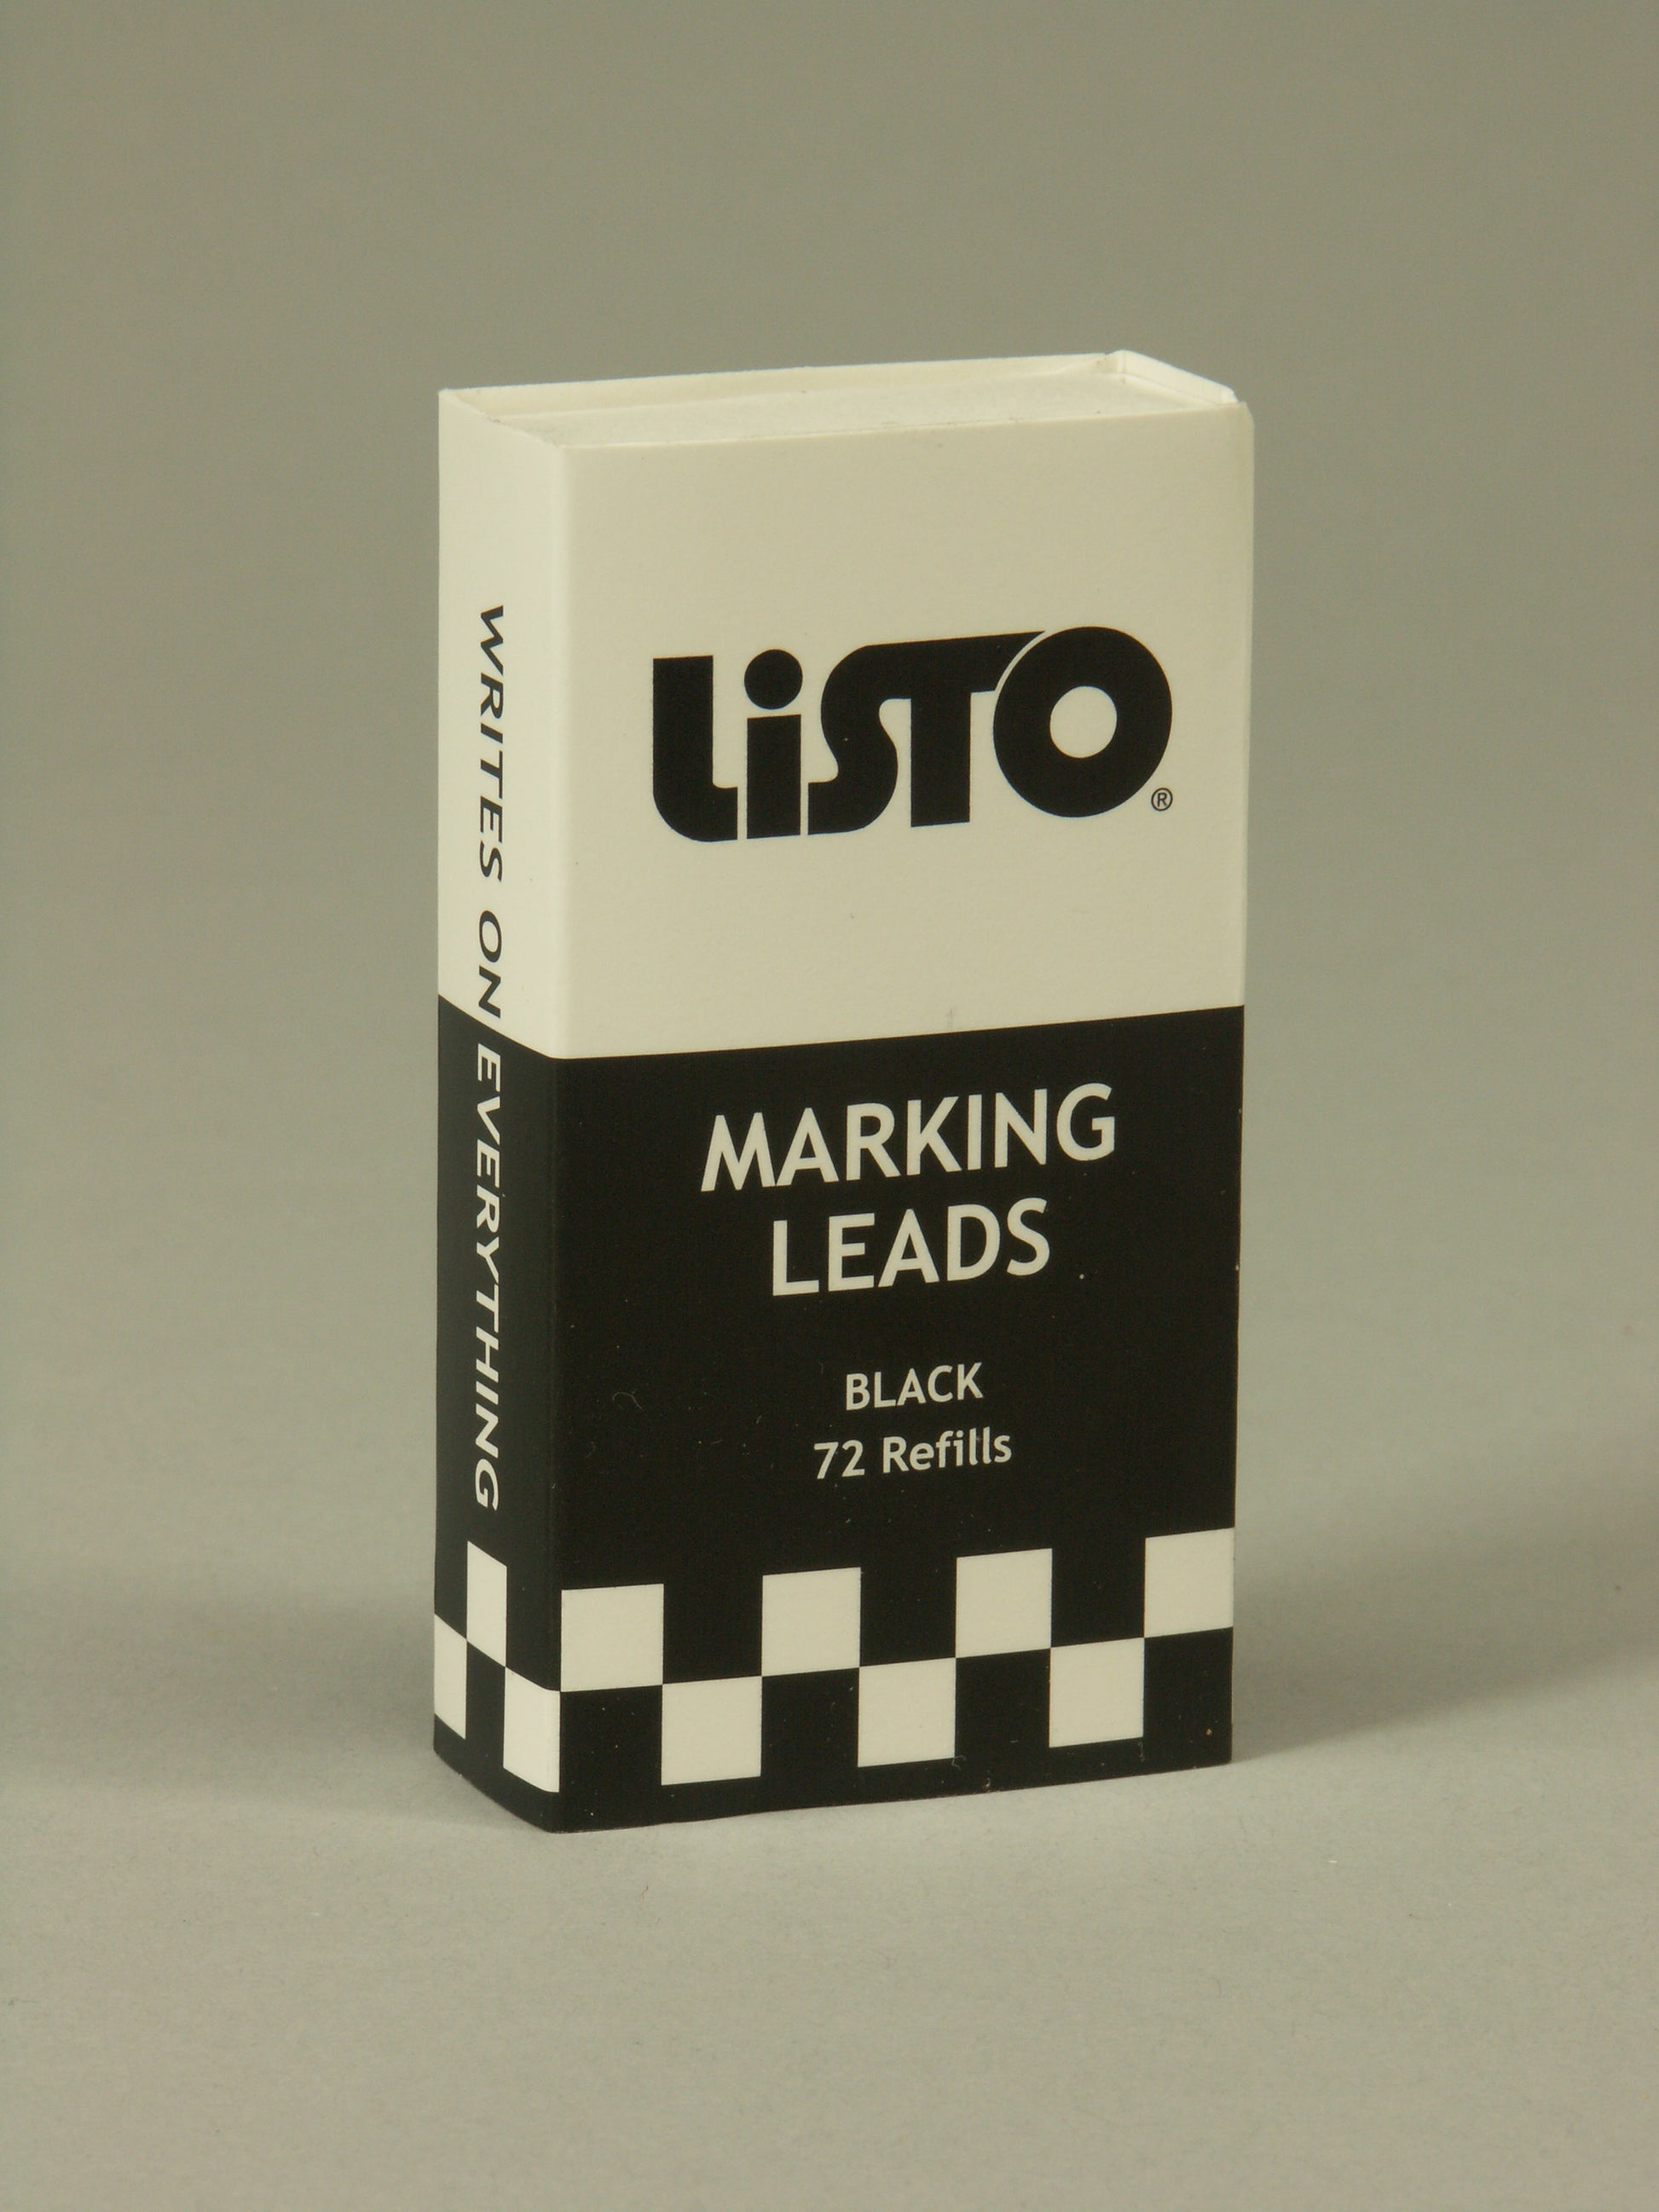 LiSTO®
MARKING
LEADS
BLACK
72 Refills
WRITES ON EVERYTHING